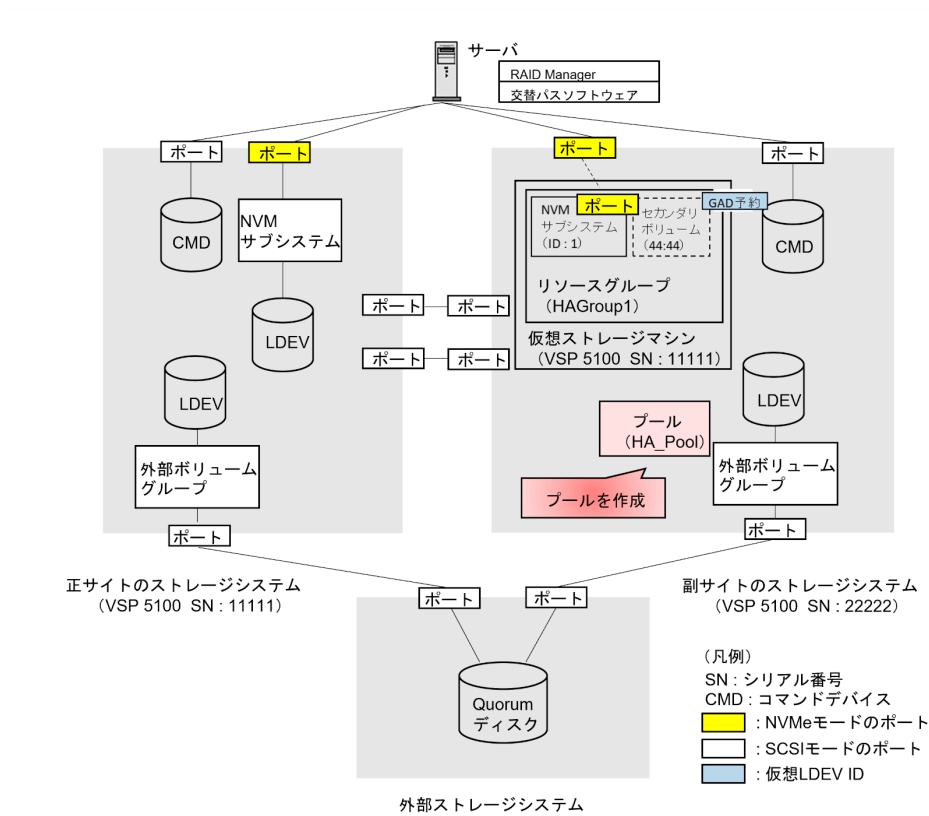 サーバ
RAID Manager
交替パスソフトウェア
ポート
ポート
ポート
ポート
CMD
NVM
サブシステム
LDEV
LDEV
外部ボリューム
グループ
ポート
ポート
ポート
ポート
ポート
NVM
サブシステム
(ID : 1)
ポート
セカンダリ
ボリューム
(44:44)
GAD予約
CMD
リソースグループ
(HAGroup1)
仮想ストレージマシン
(VSP 5100 SN : 11111)
プール
(HA_Pool)
プールを作成
LDEV
外部ボリューム
グループ
ポート
正サイトのストレージシステム
(VSP 5100 SN : 11111)
副サイトのストレージシステム
(VSP 5100 SN : 22222)
ポート
ポート
Quorum
ディスク
外部ストレージシステム
(凡例)
SN : シリアル番号
CMD : コマンドデバイス
: NVMeモードのポート
: SCSIモードのポート
: 仮想LDEV ID